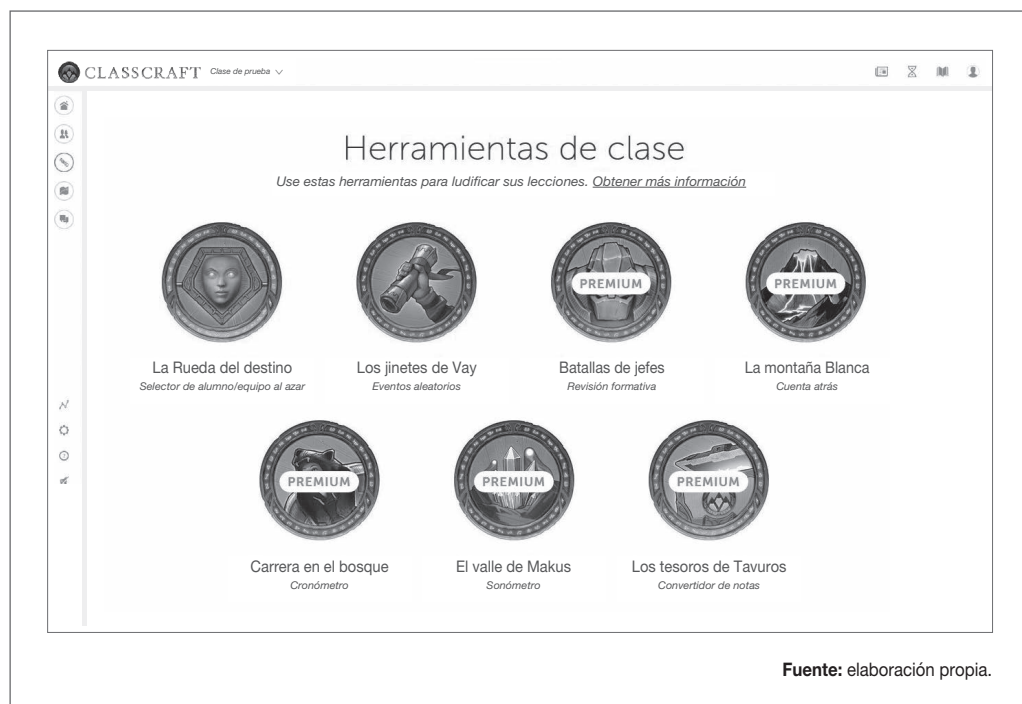 CLASSCRAFT Clase de prueba
Herramientas de clase
Use estas herramientas para ludificar sus lecciones. Obtener más información
PREMIUM PREMIUM
La Rueda del destino Los jinetes de Vay Batallas de jefes La montaña Blanca
Selector de alumno/equipo al azar Eventos aleatorios Revisión formativa Cuenta atrás
PREMIUM PREMIUM PREMIUM
Carrera en el bosque El valle de Makus Los tesoros de Tavuros
Cronómetro Sonómetro Convertidor de notas
Fuente: elaboración propia.